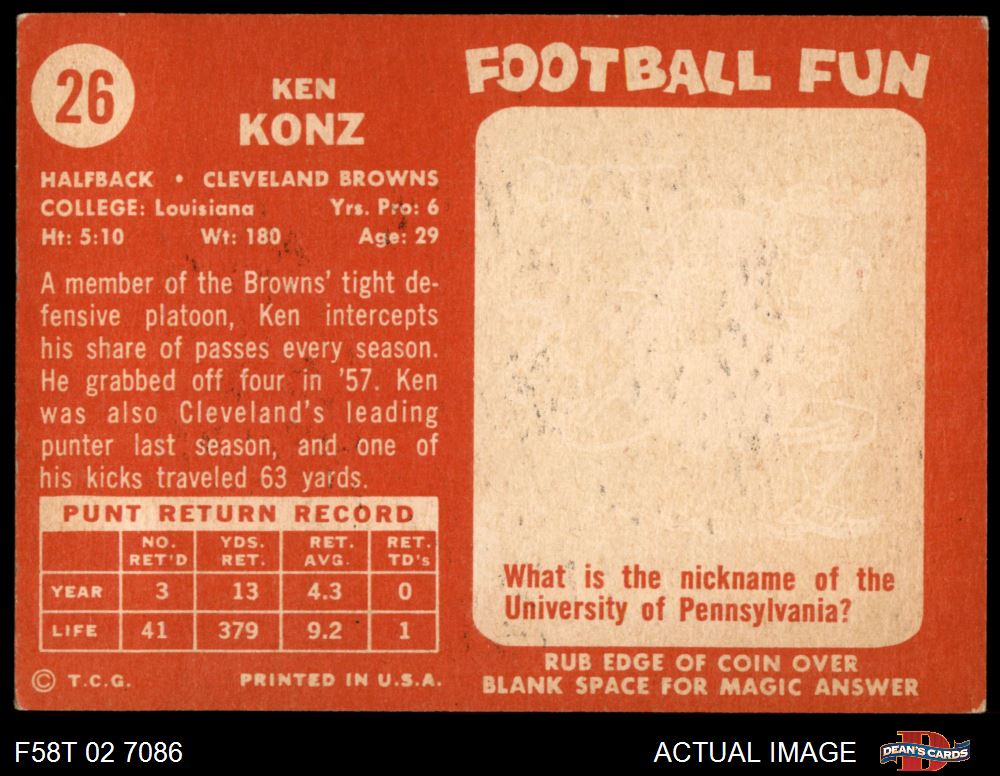 26
KEN
KONZ
HALFBACK • CLEVELAND BROWNS
COLLEGE: Louisiana Yrs. Pro: 6
Ht: 5:10 Wt: 180 Age: 29
A member of the Browns' tight de-
fensive platoon, Ken intercepts
his share of passes every season.
He grabbed off four in '57. Ken
was also Cleveland's leading
punter last season, and one of
his kicks traveled 63 yards.
PUNT RETURN RECORD
NO. YDS. RET. RET.
RET'D RET. AVG. TD's
YEAR 3 13 4.3 0
LIFE 41 379 9.2 1
© T.C.G. PRINTED IN U.S.A.
FOOTBALL FUN
What is the nickname of the
University of Pennsylvania?
RUB EDGE OF COIN OVER
BLANK SPACE FOR MAGIC ANSWER
F58T 02 7086 ACTUAL IMAGE D DEAN'S CARDS